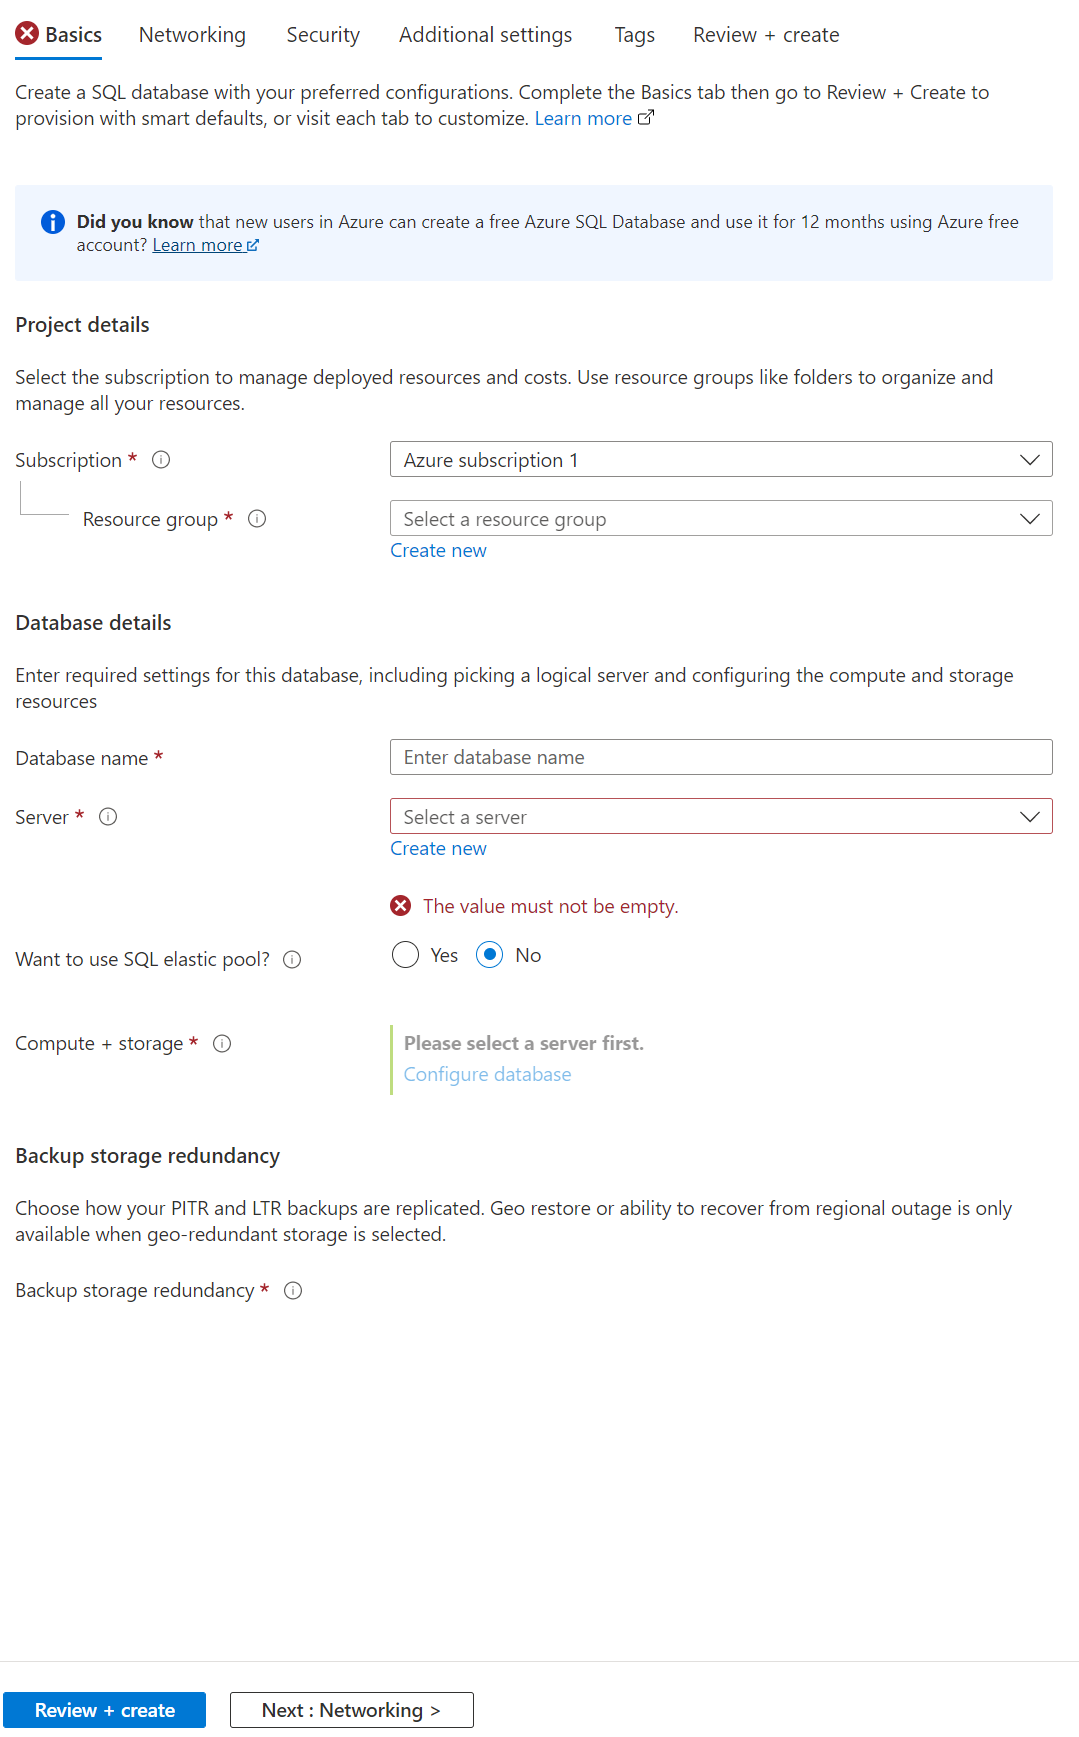 Basics Networking Security Additional settings Tags Review + create
Create a SQL database with your preferred configurations. Complete the Basics tab then go to Review + Create to
provision with smart defaults, or visit each tab to customize. Learn more
Did you know that new users in Azure can create a free Azure SQL Database and use it for 12 months using Azure free
account? Learn more
Project details
Select the subscription to manage deployed resources and costs. Use resource groups like folders to organize and
manage all your resources.
Subscription * Azure subscription 1
Resource group * Select a resource group
Create new
Database details
Enter required settings for this database, including picking a logical server and configuring the compute and storage
resources
Database name * Enter database name
Server * Select a server
Create new
The value must not be empty.
Want to use SQL elastic pool? Yes No
Compute + storage * Please select a server first.
Configure database
Backup storage redundancy
Choose how your PITR and LTR backups are replicated. Geo restore or ability to recover from regional outage is only
available when geo-redundant storage is selected.
Backup storage redundancy *
Review + create Next : Networking >